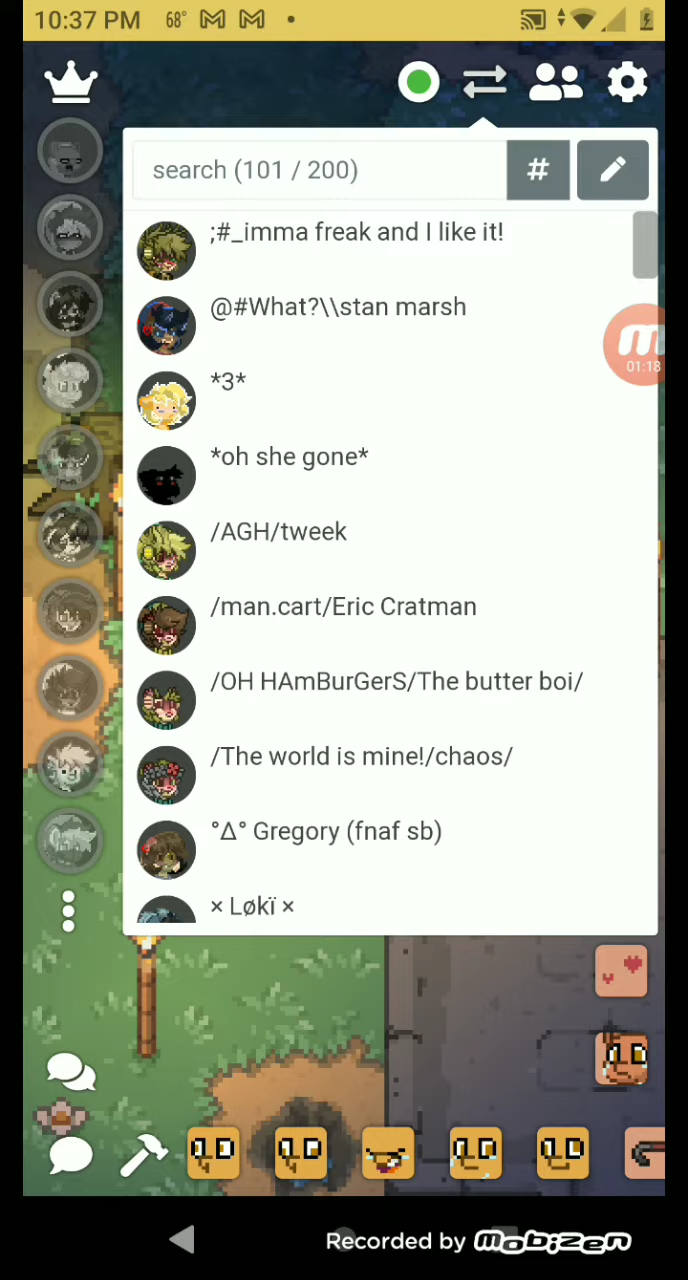 10:37 PM 68°
search (101 / 200)
#
;#_imma freak and I like it!
@#What?\\stan marsh
01:18
*3*
*oh she gone*
/AGH/tweek
/man.cart/Eric Cratman
/OH HAmBurGerS/The butter boi/
/The world is mine!/chaos/
°Δ° Gregory (fnaf sb)
× Løkï ×
Recorded by mobizen